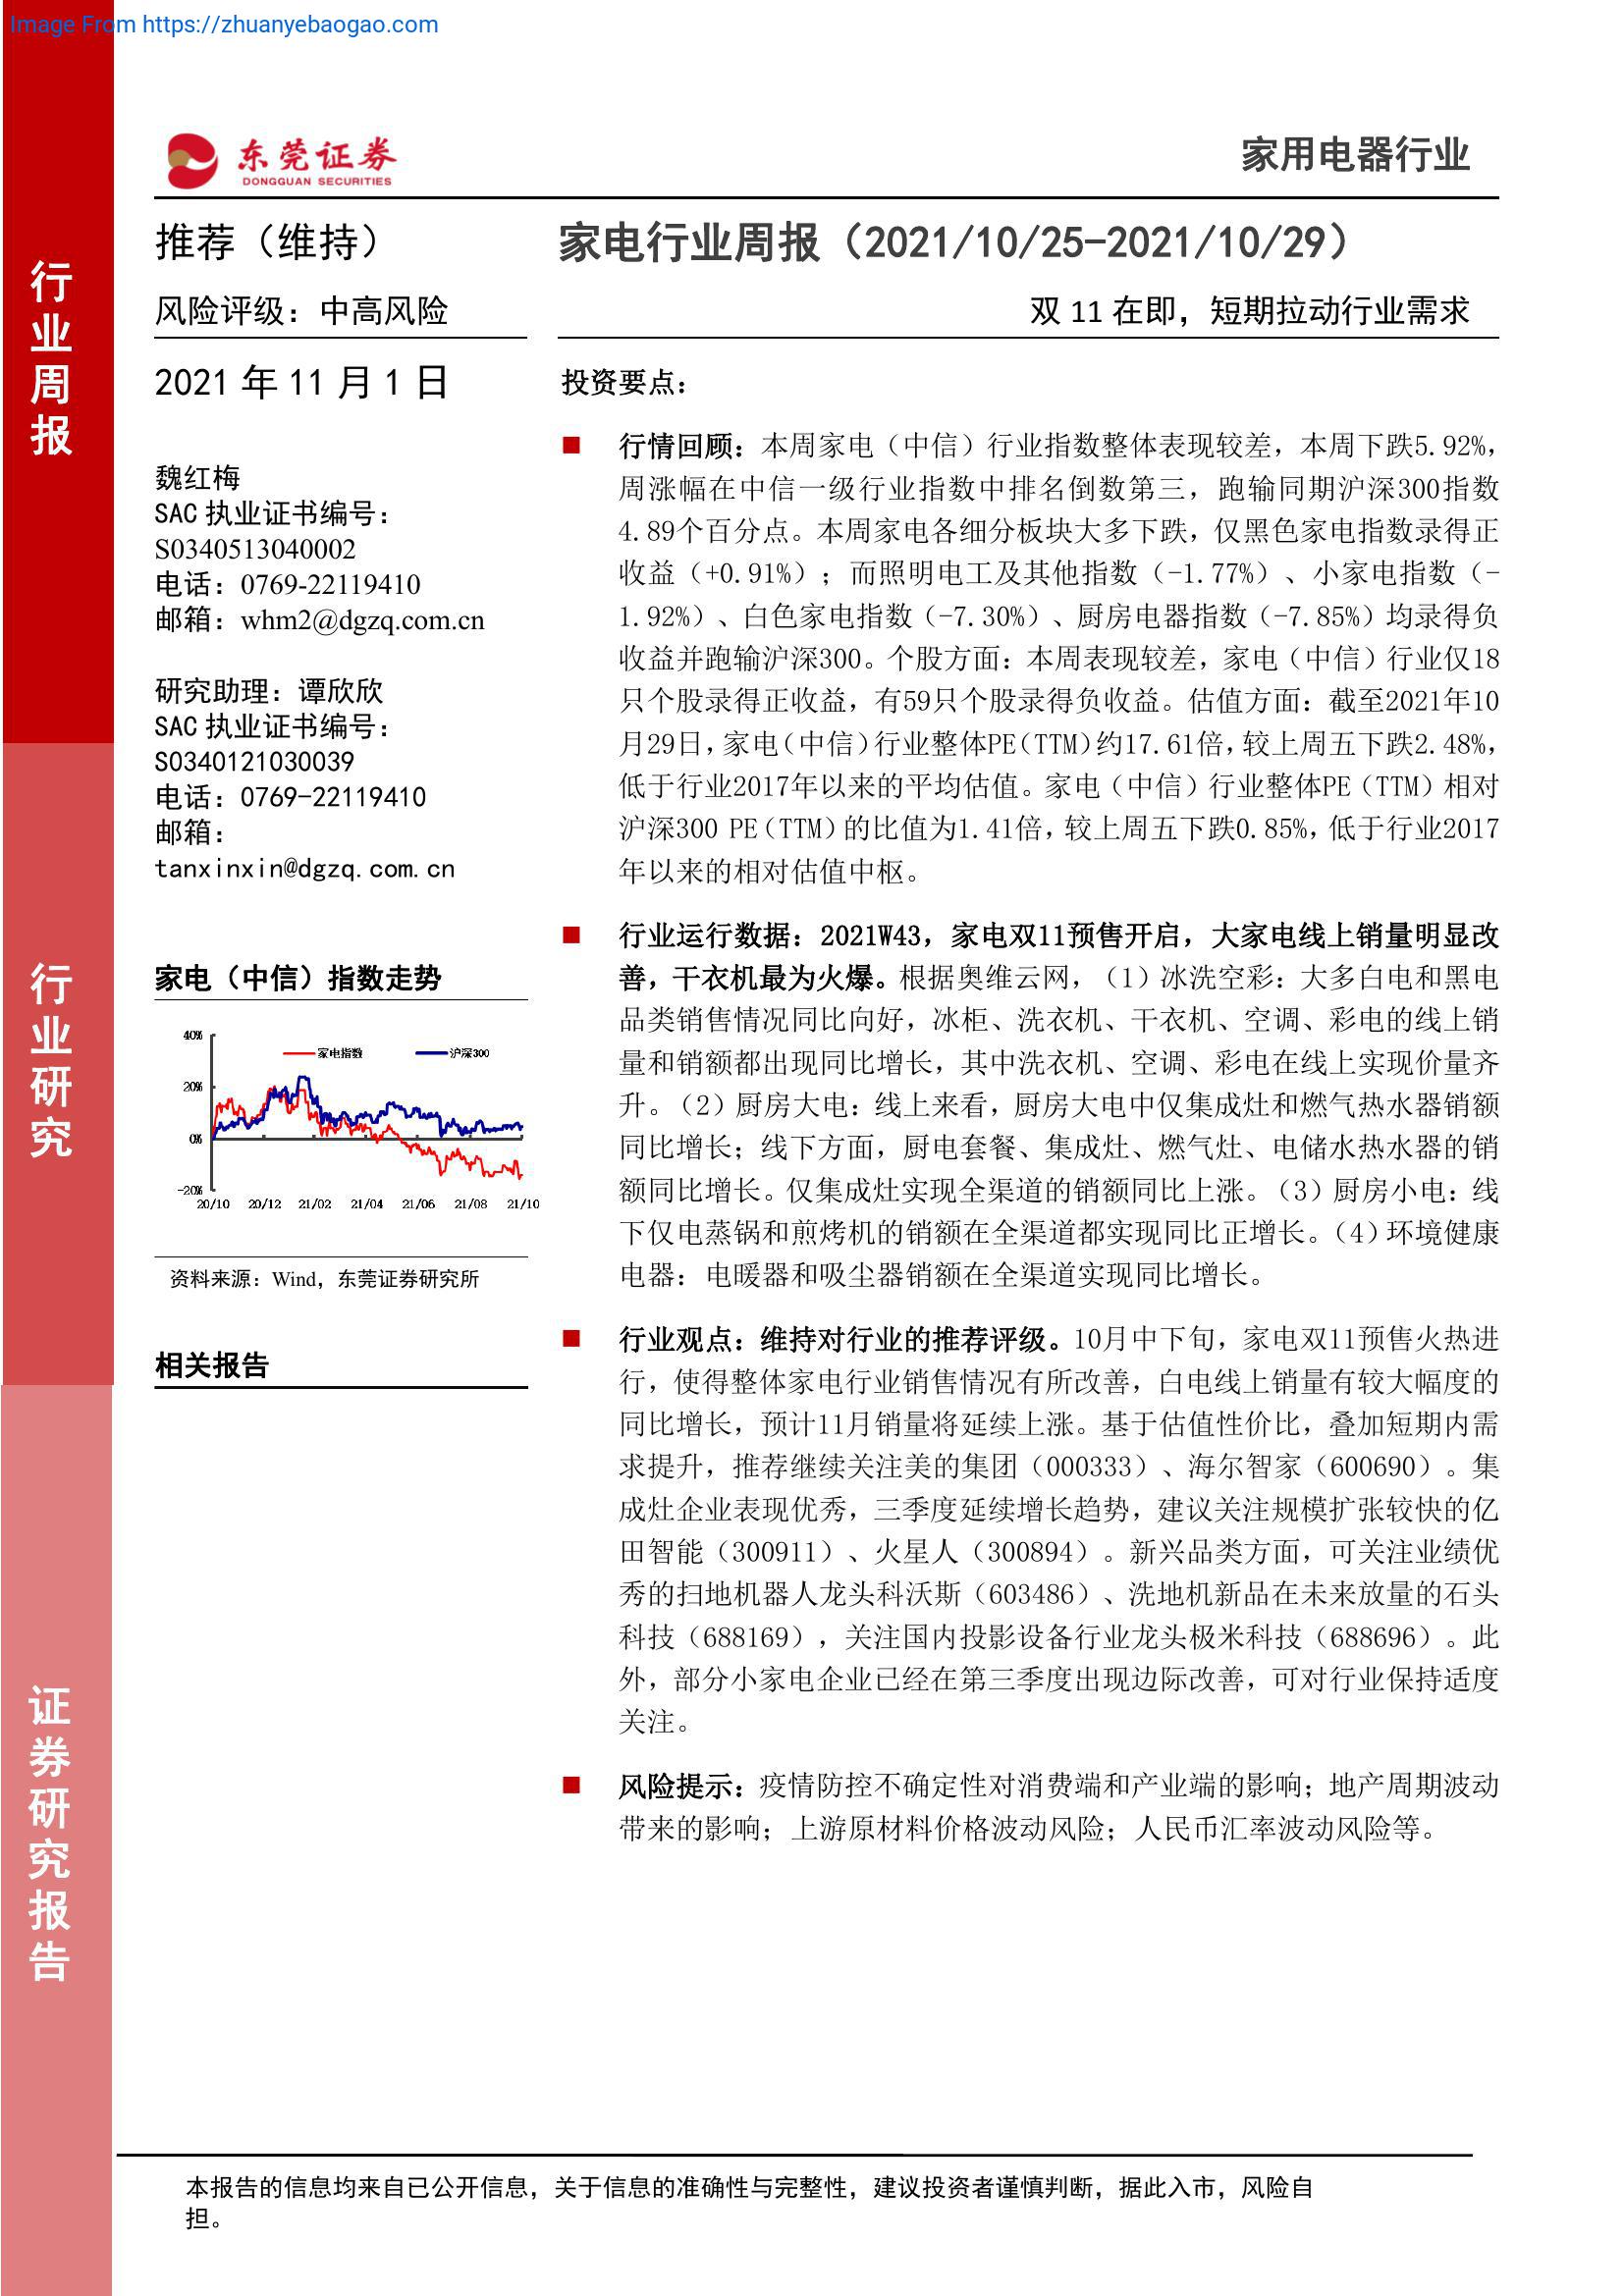 Image From https://zhuanyebaogao.com
东莞证券
DONGGUAN SECURITIES
家用电器行业
行业周报
行业研究
证券研究报告
推荐（维持）
风险评级：中高风险
2021 年 11 月 1 日
魏红梅
SAC 执业证书编号：
S0340513040002
电话：0769-22119410
邮箱：whm2@dgzq.com.cn
研究助理：谭欣欣
SAC 执业证书编号：
S0340121030039
电话：0769-22119410
邮箱：
tanxinxin@dgzq.com.cn
家电（中信）指数走势
40%
20%
0%
-20%
家电指数
沪深300
20/10 20/12 21/02 21/04 21/06 21/08 21/10
资料来源：Wind，东莞证券研究所
相关报告
家电行业周报（2021/10/25-2021/10/29）
双 11 在即，短期拉动行业需求
投资要点：
行情回顾：本周家电（中信）行业指数整体表现较差，本周下跌5.92%，
周涨幅在中信一级行业指数中排名倒数第三，跑输同期沪深300指数
4.89个百分点。本周家电各细分板块大多下跌，仅黑色家电指数录得正
收益（+0.91%）；而照明电工及其他指数（-1.77%）、小家电指数（-
1.92%）、白色家电指数（-7.30%）、厨房电器指数（-7.85%）均录得负
收益并跑输沪深300。个股方面：本周表现较差，家电（中信）行业仅18
只个股录得正收益，有59只个股录得负收益。估值方面：截至2021年10
月29日，家电（中信）行业整体PE（TTM）约17.61倍，较上周五下跌2.48%，
低于行业2017年以来的平均估值。家电（中信）行业整体PE（TTM）相对
沪深300 PE（TTM）的比值为1.41倍，较上周五下跌0.85%，低于行业2017
年以来的相对估值中枢。
行业运行数据：2021W43，家电双11预售开启，大家电线上销量明显改
善，干衣机最为火爆。根据奥维云网，（1）冰洗空彩：大多白电和黑电
品类销售情况同比向好，冰柜、洗衣机、干衣机、空调、彩电的线上销
量和销额都出现同比增长，其中洗衣机、空调、彩电在线上实现价量齐
升。（2）厨房大电：线上来看，厨房大电中仅集成灶和燃气热水器销额
同比增长；线下方面，厨电套餐、集成灶、燃气灶、电储水热水器的销
额同比增长。仅集成灶实现全渠道的销额同比上涨。（3）厨房小电：线
下仅电蒸锅和煎烤机的销额在全渠道都实现同比正增长。（4）环境健康
电器：电暖器和吸尘器销额在全渠道实现同比增长。
行业观点：维持对行业的推荐评级。10月中下旬，家电双11预售火热进
行，使得整体家电行业销售情况有所改善，白电线上销量有较大幅度的
同比增长，预计11月销量将延续上涨。基于估值性价比，叠加短期内需
求提升，推荐继续关注美的集团（000333）、海尔智家（600690）。集
成灶企业表现优秀，三季度延续增长趋势，建议关注规模扩张较快的亿
田智能（300911）、火星人（300894）。新兴品类方面，可关注业绩优
秀的扫地机器人龙头科沃斯（603486）、洗地机新品在未来放量的石头
科技（688169），关注国内投影设备行业龙头极米科技（688696）。此
外，部分小家电企业已经在第三季度出现边际改善，可对行业保持适度
关注。
风险提示：疫情防控不确定性对消费端和产业端的影响；地产周期波动
带来的影响；上游原材料价格波动风险；人民币汇率波动风险等。
本报告的信息均来自已公开信息，关于信息的准确性与完整性，建议投资者谨慎判断，据此入市，风险自
担。